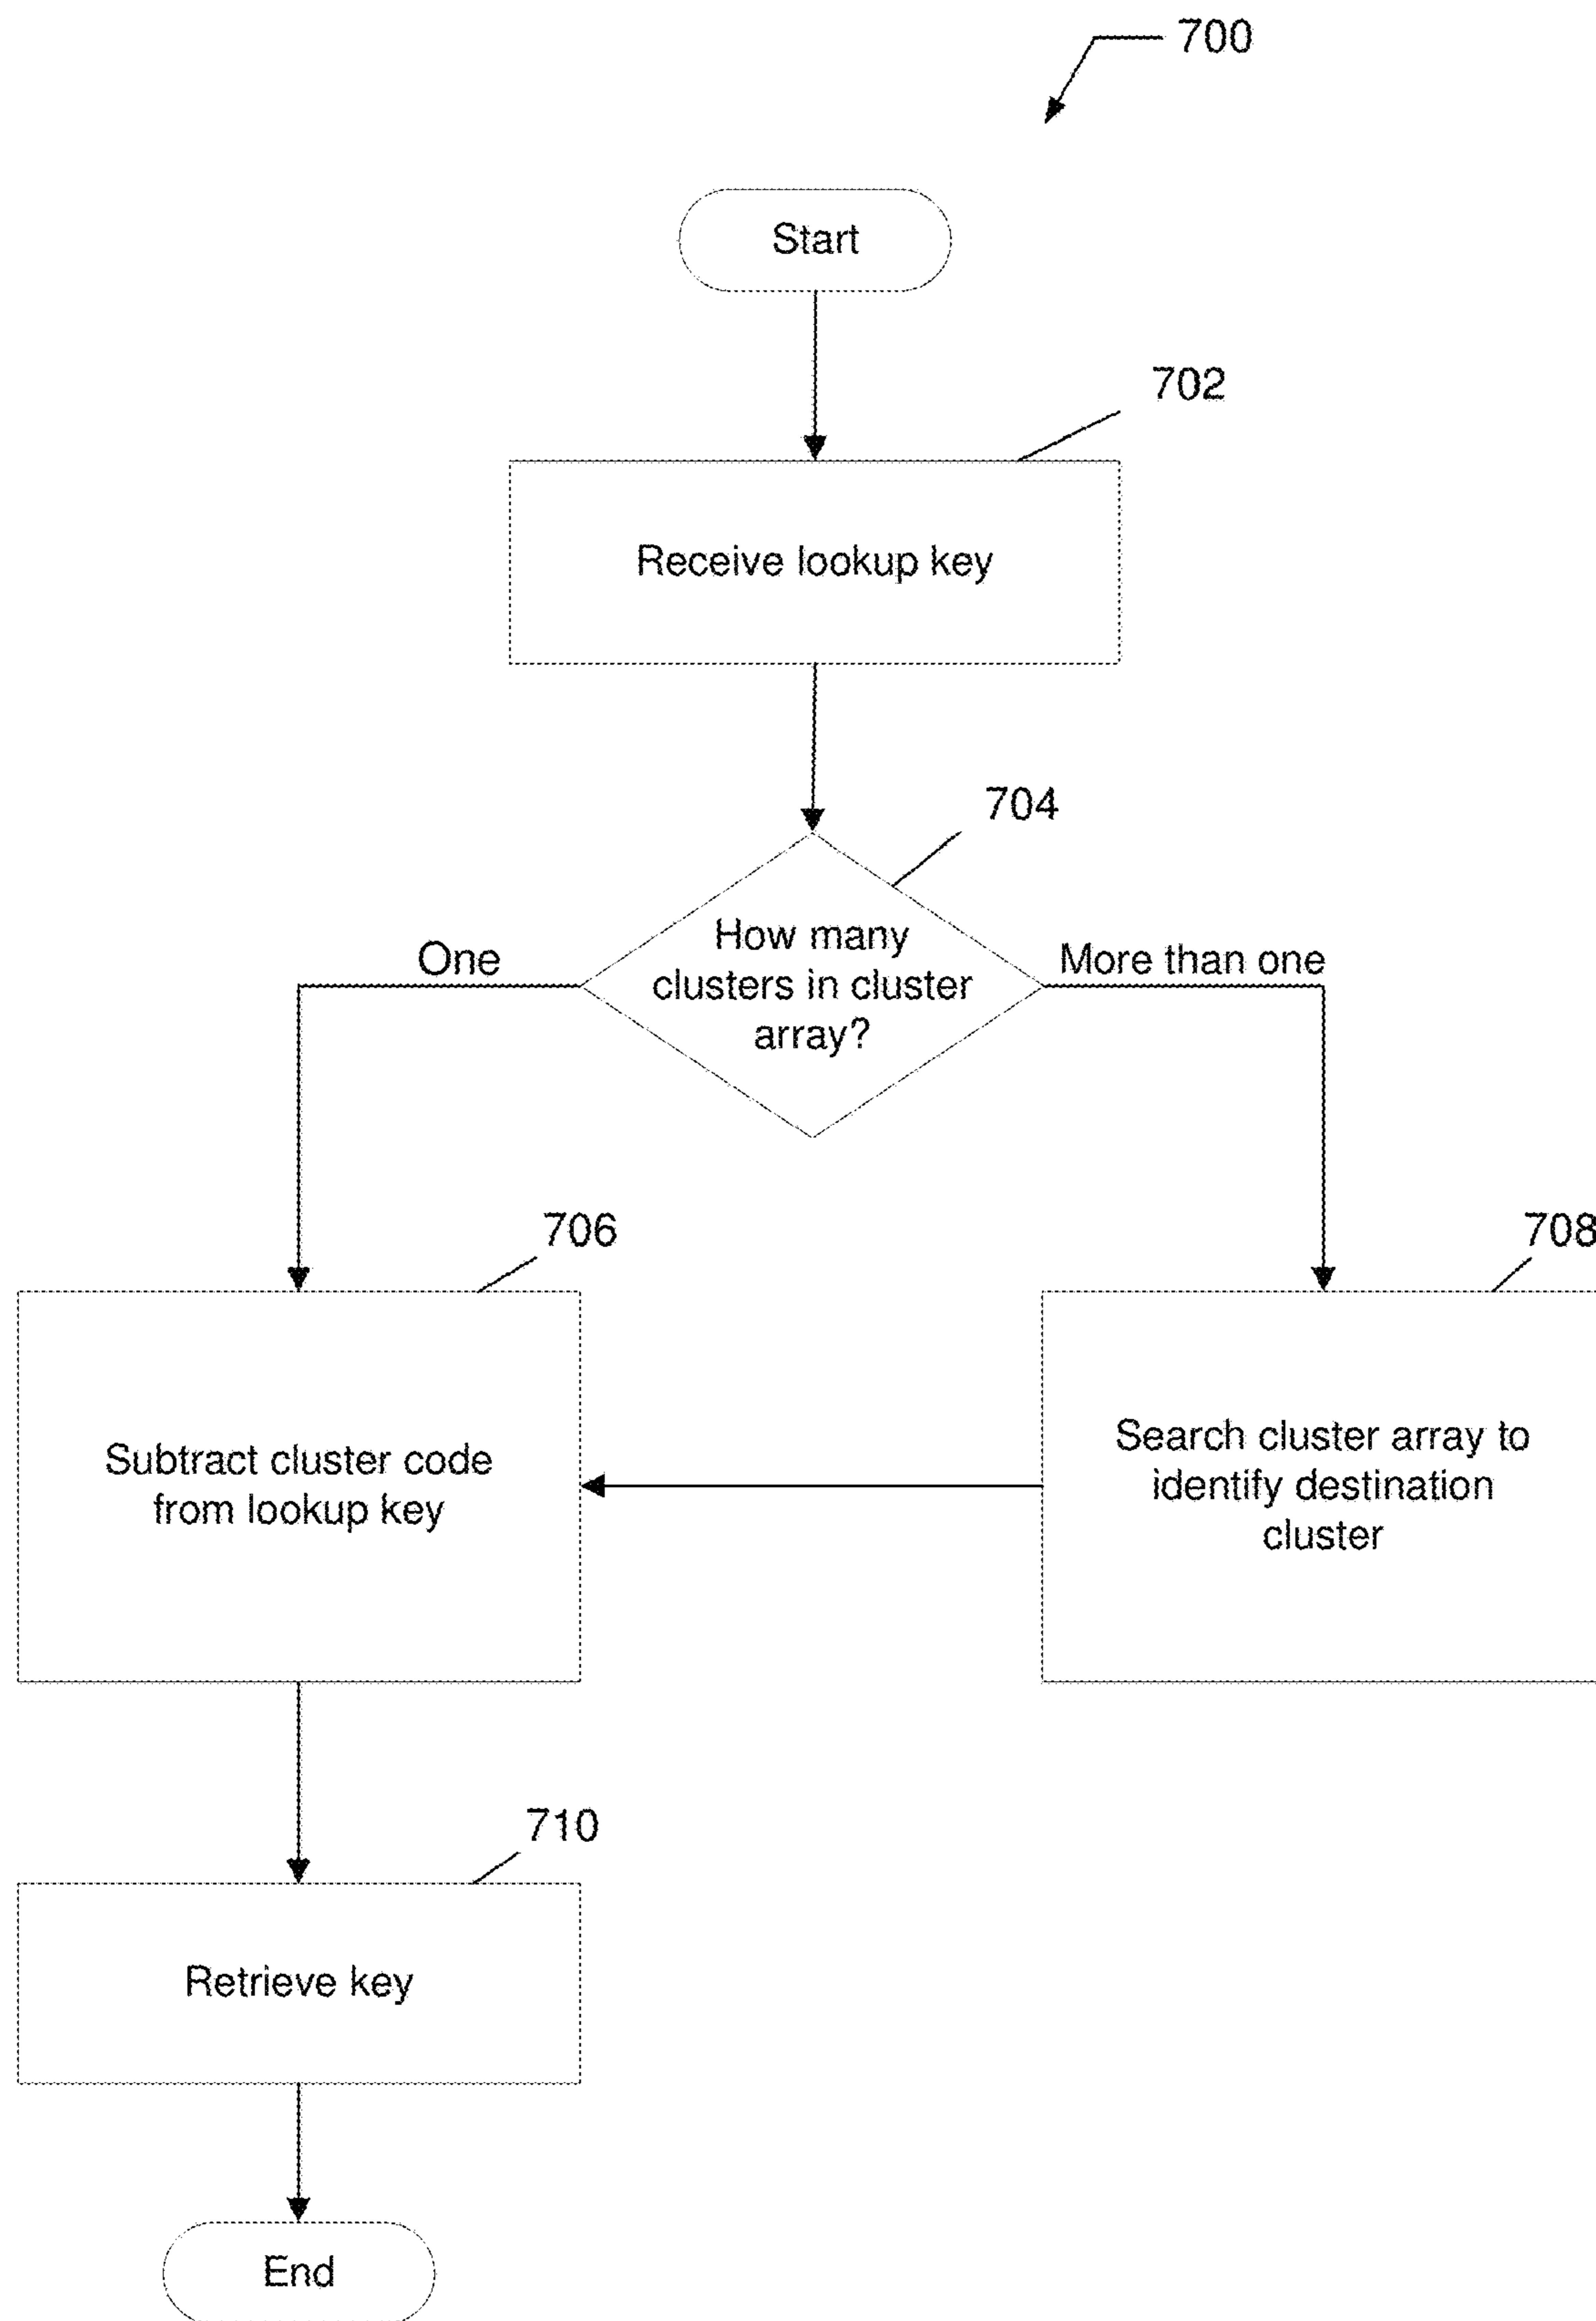 700
Start
702
Receive lookup key
704
How many
clusters in cluster
array?
One
More than one
706
708
Subtract cluster code
from lookup key
Search cluster array to
identify destination
cluster
710
Retrieve key
End